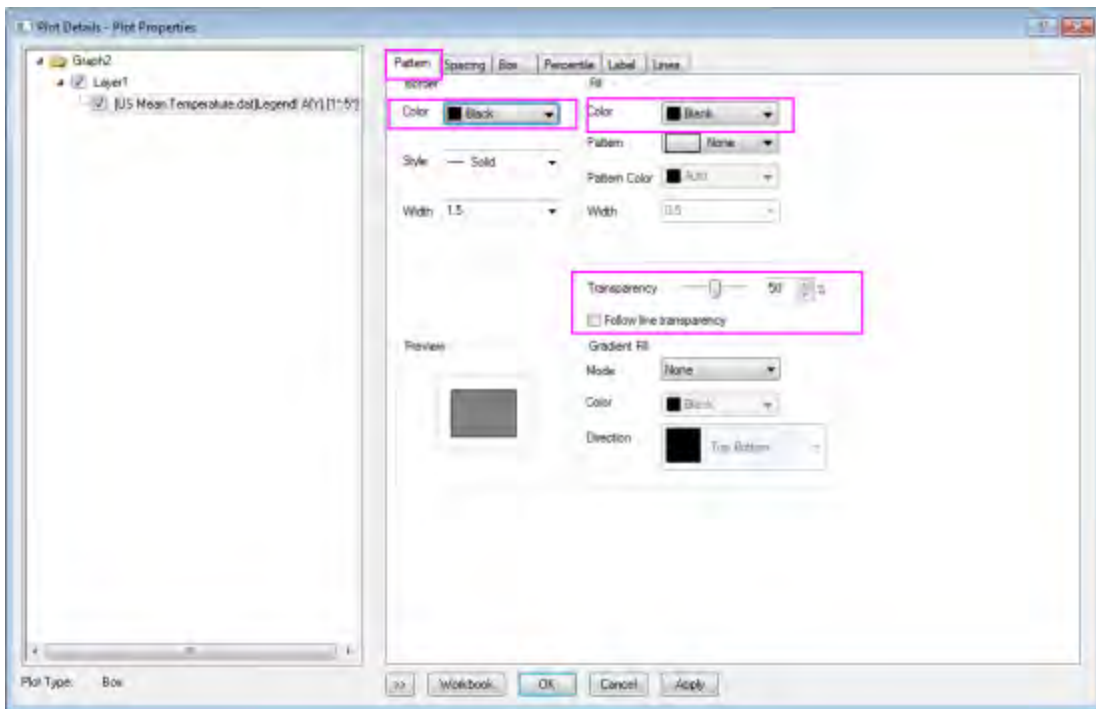 Plot Details - Plot Properties
Graph2
Layer1
[US Mean Temperature.dat]Legend! A(Y) [1*:5*]
Pattern Spacing Box Percentile Label Lines
Border Fill
Color Black Color Black
Pattern None
Style Solid
Pattern Color Auto
Width 1.5 Width 0.5
Transparency 50 %
Follow line transparency
Preview Gradient Fill
Mode None
Color Black
Direction Top Bottom
Plot Type: Box >> Workbook OK Cancel Apply